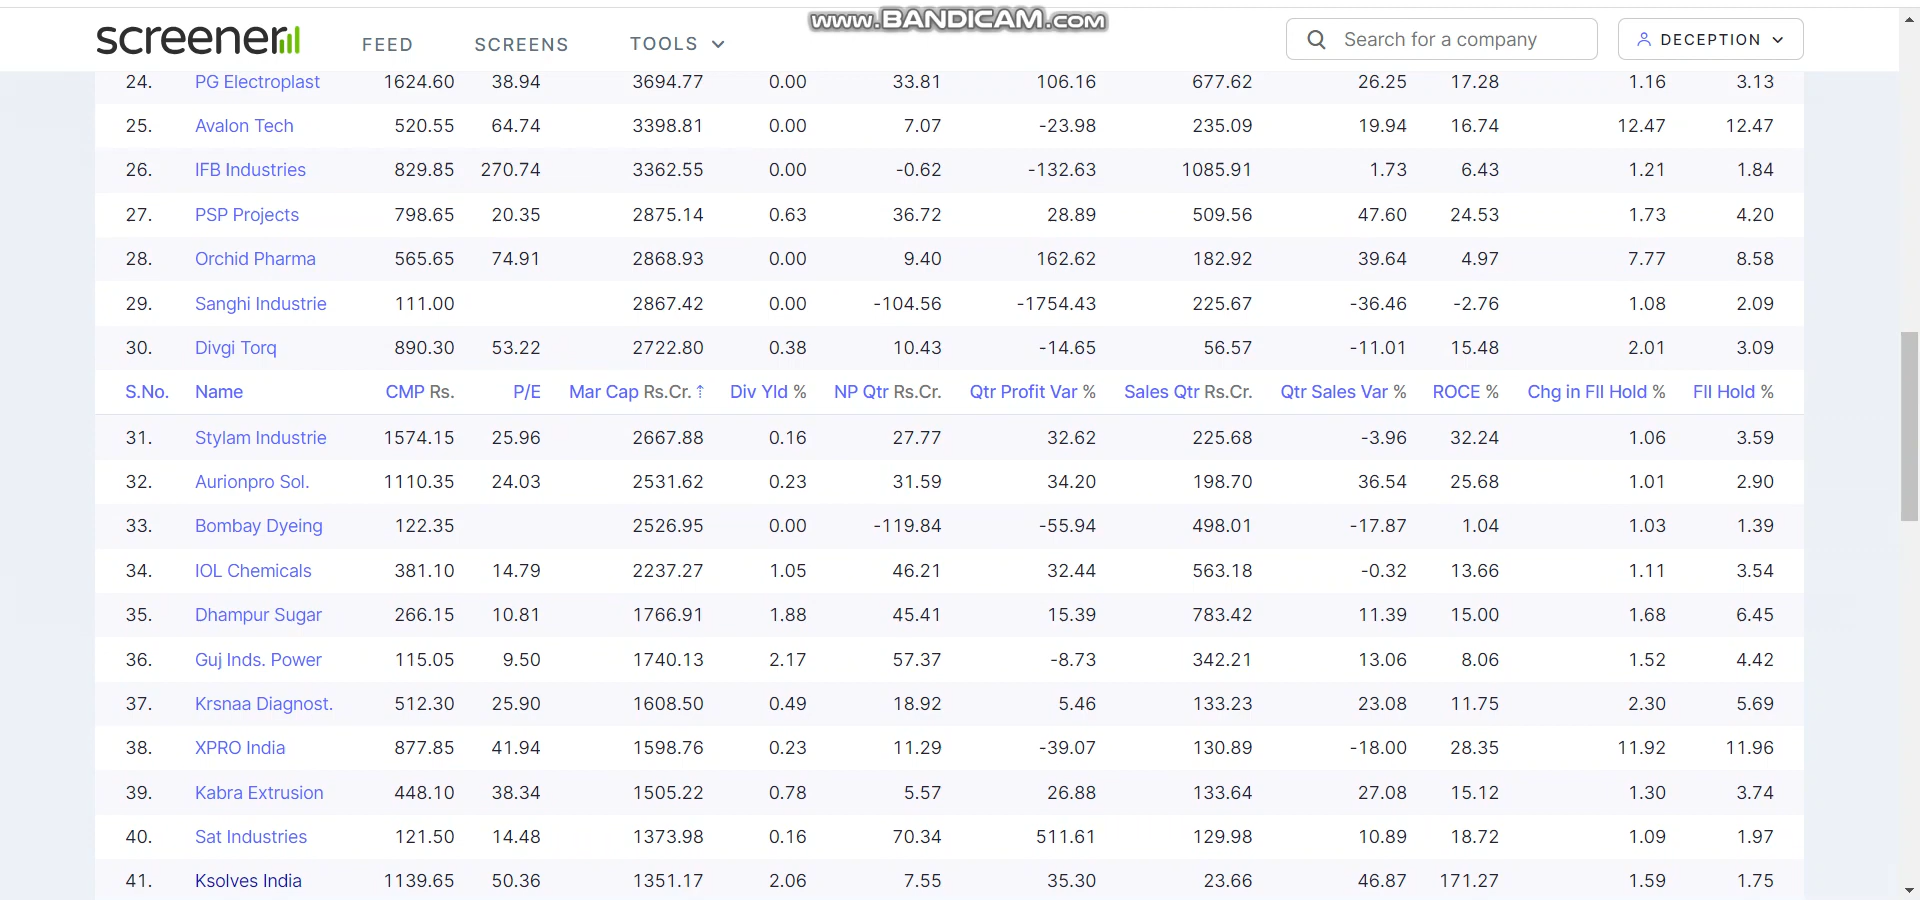 www.BANDICAM.com
screener FEED SCREENS TOOLS Search for a company DECEPTION
24. PG Electroplast 1624.60 38.94 3694.77 0.00 33.81 106.16 677.62 26.25 17.28 1.16 3.13
25. Avalon Tech 520.55 64.74 3398.81 0.00 7.07 -23.98 235.09 19.94 16.74 12.47 12.47
26. IFB Industries 829.85 270.74 3362.55 0.00 -0.62 -132.63 1085.91 1.73 6.43 1.21 1.84
27. PSP Projects 798.65 20.35 2875.14 0.63 36.72 28.89 509.56 47.60 24.53 1.73 4.20
28. Orchid Pharma 565.65 74.91 2868.93 0.00 9.40 162.62 182.92 39.64 4.97 7.77 8.58
29. Sanghi Industrie 111.00 2867.42 0.00 -104.56 -1754.43 225.67 -36.46 -2.76 1.08 2.09
30. Divgi Torq 890.30 53.22 2722.80 0.38 10.43 -14.65 56.57 -11.01 15.48 2.01 3.09
S.No. Name CMP Rs. P/E Mar Cap Rs.Cr. ↑ Div Yld % NP Qtr Rs.Cr. Qtr Profit Var % Sales Qtr Rs.Cr. Qtr Sales Var % ROCE % Chg in FII Hold % FII Hold %
31. Stylam Industrie 1574.15 25.96 2667.88 0.16 27.77 32.62 225.68 -3.96 32.24 1.06 3.59
32. Aurionpro Sol. 1110.35 24.03 2531.62 0.23 31.59 34.20 198.70 36.54 25.68 1.01 2.90
33. Bombay Dyeing 122.35 2526.95 0.00 -119.84 -55.94 498.01 -17.87 1.04 1.03 1.39
34. IOL Chemicals 381.10 14.79 2237.27 1.05 46.21 32.44 563.18 -0.32 13.66 1.11 3.54
35. Dhampur Sugar 266.15 10.81 1766.91 1.88 45.41 15.39 783.42 11.39 15.00 1.68 6.45
36. Guj Inds. Power 115.05 9.50 1740.13 2.17 57.37 -8.73 342.21 13.06 8.06 1.52 4.42
37. Krsnaa Diagnost. 512.30 25.90 1608.50 0.49 18.92 5.46 133.23 23.08 11.75 2.30 5.69
38. XPRO India 877.85 41.94 1598.76 0.23 11.29 -39.07 130.89 -18.00 28.35 11.92 11.96
39. Kabra Extrusion 448.10 38.34 1505.22 0.78 5.57 26.88 133.64 27.08 15.12 1.30 3.74
40. Sat Industries 121.50 14.48 1373.98 0.16 70.34 511.61 129.98 10.89 18.72 1.09 1.97
41. Ksolves India 1139.65 50.36 1351.17 2.06 7.55 35.30 23.66 46.87 171.27 1.59 1.75